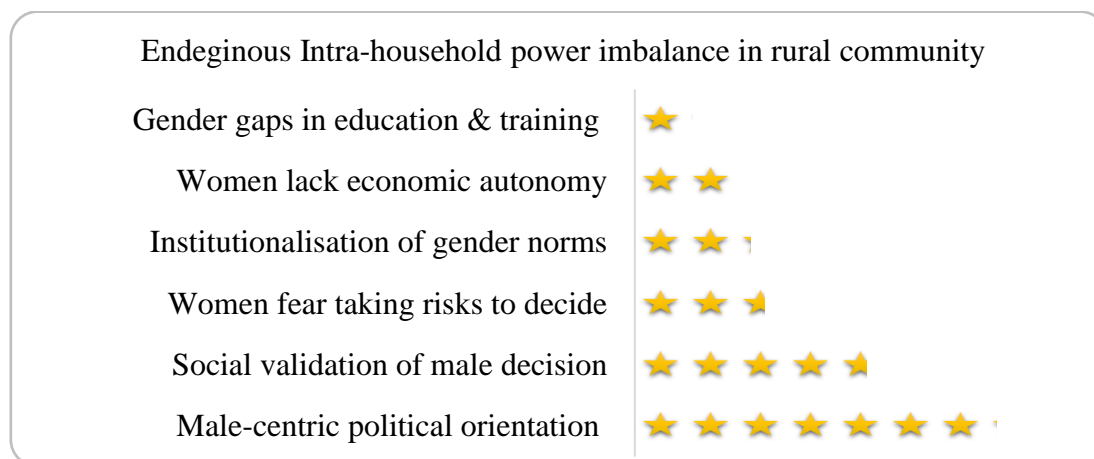 Endeginous Intra-household power imbalance in rural community
Gender gaps in education & training
Women lack economic autonomy
Institutionalisation of gender norms
Women fear taking risks to decide
Social validation of male decision
Male-centric political orientation